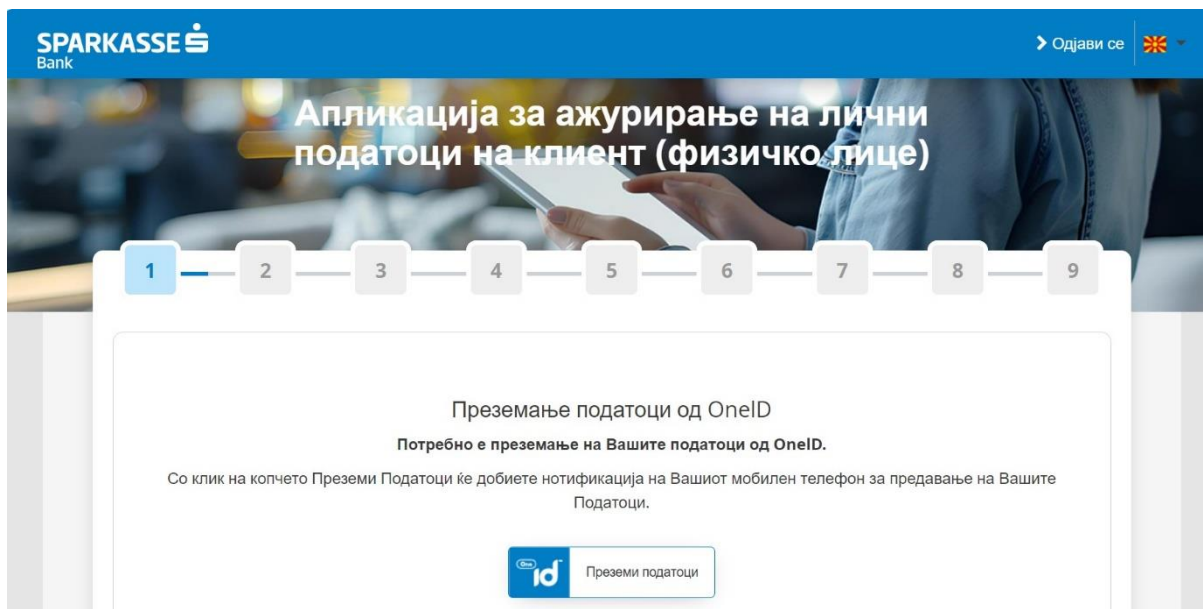 SPARKASSE
Bank
Одјави се
Апликација за ажурирање на лични
податоци на клиент (физичко лице)
1 2 3 4 5 6 7 8 9
Преземање податоци од OneID
Потребно е преземање на Вашите податоци од OneID.
Со клик на копчето Преземи Податоци ќе добиете нотификација на Вашиот мобилен телефон за предавање на Вашите
Податоци.
One id Преземи податоци